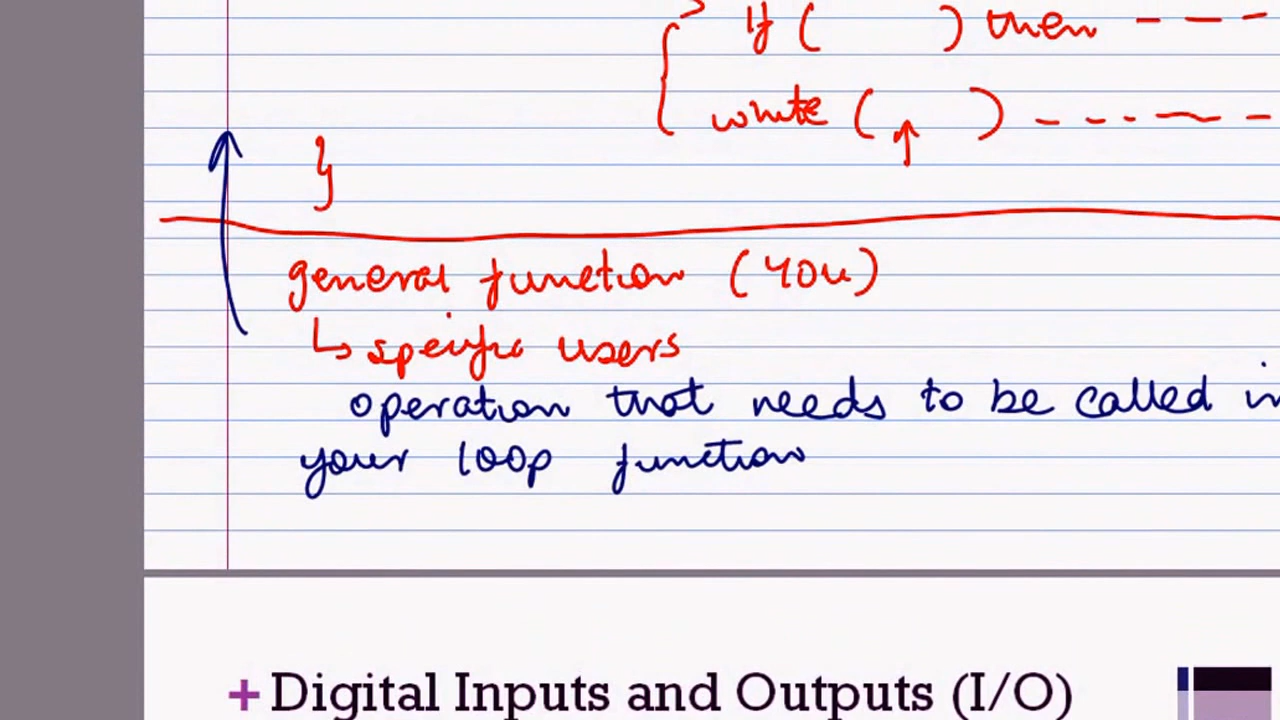 If ( ) then - - -
write ( ↑ ) - - - - -
}
general function (YOU)
↳ specific users
operation that needs to be called in
your loop function
+ Digital Inputs and Outputs (I/O)